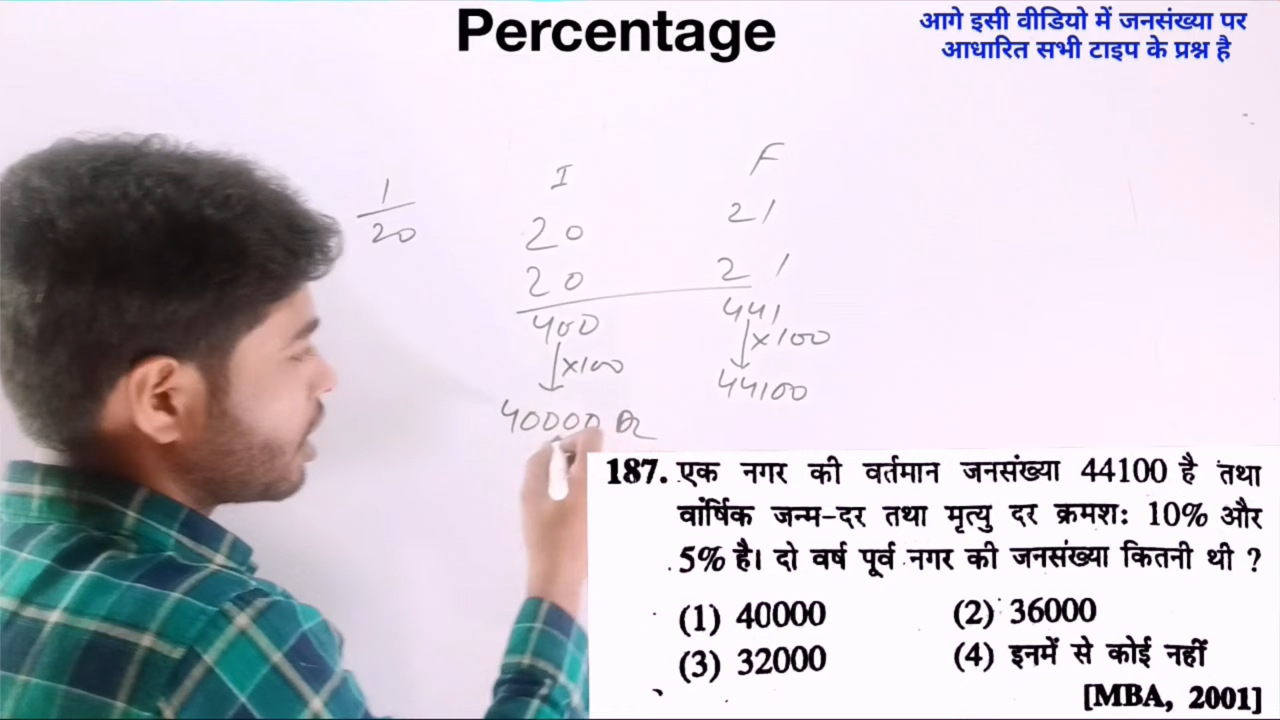 Percentage
आगे इसी वीडियो में जनसंख्या पर
आधारित सभी टाइप के प्रश्न है
1
20
I F
20 21
20 21
400 441
x100 x100
40000 44100
187. एक नगर की वर्तमान जनसंख्या 44100 है तथा
वार्षिक जन्म-दर तथा मृत्यु दर क्रमशः 10% और
5% है। दो वर्ष पूर्व नगर की जनसंख्या कितनी थी ?
(1) 40000 (2) 36000
(3) 32000 (4) इनमें से कोई नहीं
[MBA, 2001]